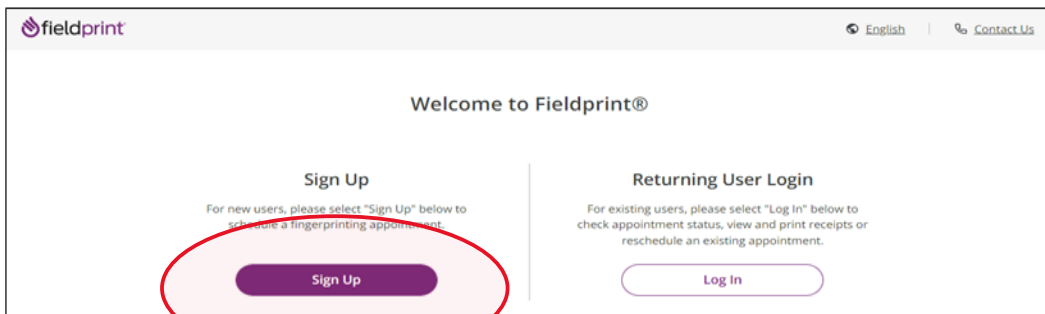 fieldprint
English | Contact Us
Welcome to Fieldprint®
Sign Up
For new users, please select "Sign Up" below to
schedule a fingerprinting appointment.
Sign Up
Returning User Login
For existing users, please select "Log In" below to
check appointment status, view and print receipts or
reschedule an existing appointment.
Log In